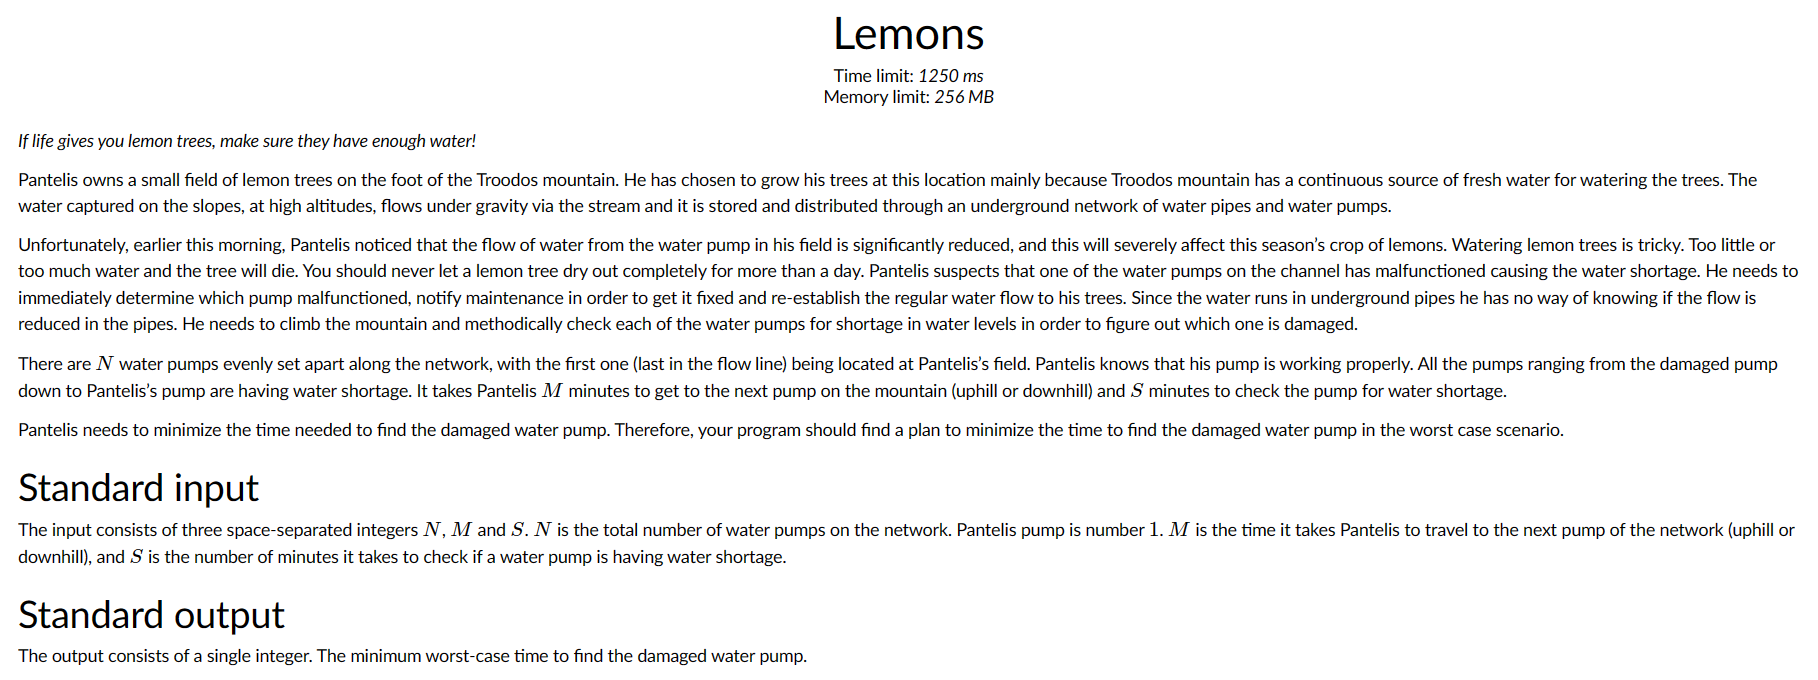 Lemons
Time limit: 1250 ms
Memory limit: 256 MB
If life gives you lemon trees, make sure they have enough water!
Pantelis owns a small field of lemon trees on the foot of the Troodos mountain. He has chosen to grow his trees at this location mainly because Troodos mountain has a continuous source of fresh water for watering the trees. The
water captured on the slopes, at high altitudes, flows under gravity via the stream and it is stored and distributed through an underground network of water pipes and water pumps.
Unfortunately, earlier this morning, Pantelis noticed that the flow of water from the water pump in his field is significantly reduced, and this will severely affect this season's crop of lemons. Watering lemon trees is tricky. Too little or
too much water and the tree will die. You should never let a lemon tree dry out completely for more than a day. Pantelis suspects that one of the water pumps on the channel has malfunctioned causing the water shortage. He needs to
immediately determine which pump malfunctioned, notify maintenance in order to get it fixed and re-establish the regular water flow to his trees. Since the water runs in underground pipes he has no way of knowing if the flow is
reduced in the pipes. He needs to climb the mountain and methodically check each of the water pumps for shortage in water levels in order to figure out which one is damaged.
There are N water pumps evenly set apart along the network, with the first one (last in the flow line) being located at Pantelis's field. Pantelis knows that his pump is working properly. All the pumps ranging from the damaged pump
down to Pantelis's pump are having water shortage. It takes Pantelis M minutes to get to the next pump on the mountain (uphill or downhill) and S minutes to check the pump for water shortage.
Pantelis needs to minimize the time needed to find the damaged water pump. Therefore, your program should find a plan to minimize the time to find the damaged water pump in the worst case scenario.
Standard input
The input consists of three space-separated integers N, M and S. N is the total number of water pumps on the network. Pantelis pump is number 1. M is the time it takes Pantelis to travel to the next pump of the network (uphill or
downhill), and S is the number of minutes it takes to check if a water pump is having water shortage.
Standard output
The output consists of a single integer. The minimum worst-case time to find the damaged water pump.